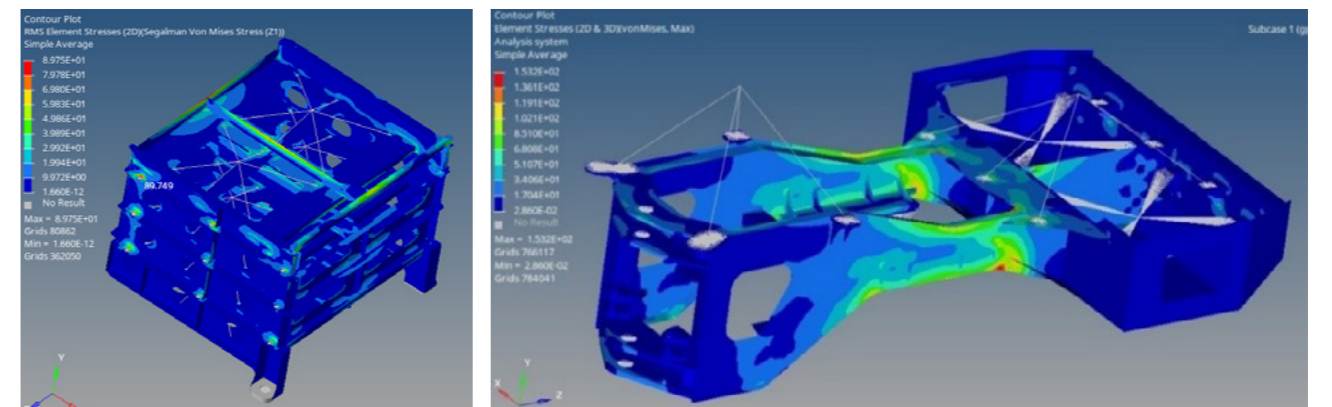 Contour Plot
RMS Element Stresses (2D)(Segalman Von Mises Stress (Z1))
Simple Average
8.975E+01
7.978E+01
6.980E+01
5.983E+01
4.986E+01
3.989E+01
2.992E+01
1.994E+01
9.972E+00
1.660E-12
No Result
Max = 8.975E+01
Grids 80862
Min = 1.660E-12
Grids 362050
89.749
Y
Contour Plot
Element Stresses (2D & 3D)(vonMises, Max)
Analysis system
Simple Average
1.532E+02
1.361E+02
1.191E+02
1.021E+02
8.510E+01
6.808E+01
5.107E+01
3.406E+01
1.704E+01
2.860E-02
No Result
Max = 1.532E+02
Grids 766117
Min = 2.860E-02
Grids 784041
Subcase 1 (g
Y
X
Z